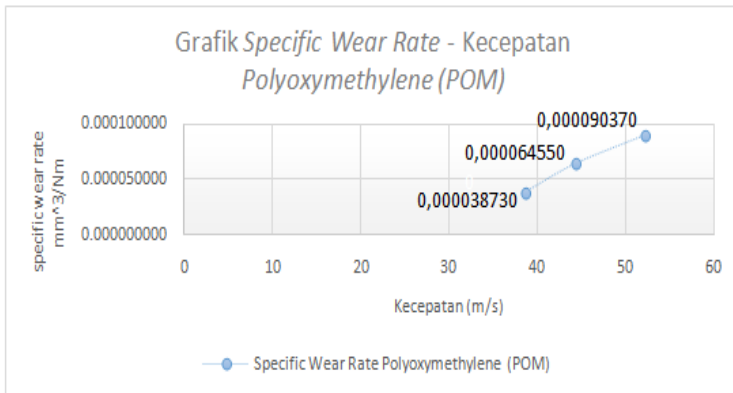 Grafik Specific Wear Rate - Kecepatan
Polyoxymethylene (POM)
specific wear rate
mm^3/Nm
0.000100000
0.000050000
0.000000000
0,000090370
0,000064550
0,000038730
0 10 20 30 40 50 60
Kecepatan (m/s)
Specific Wear Rate Polyoxymethylene (POM)